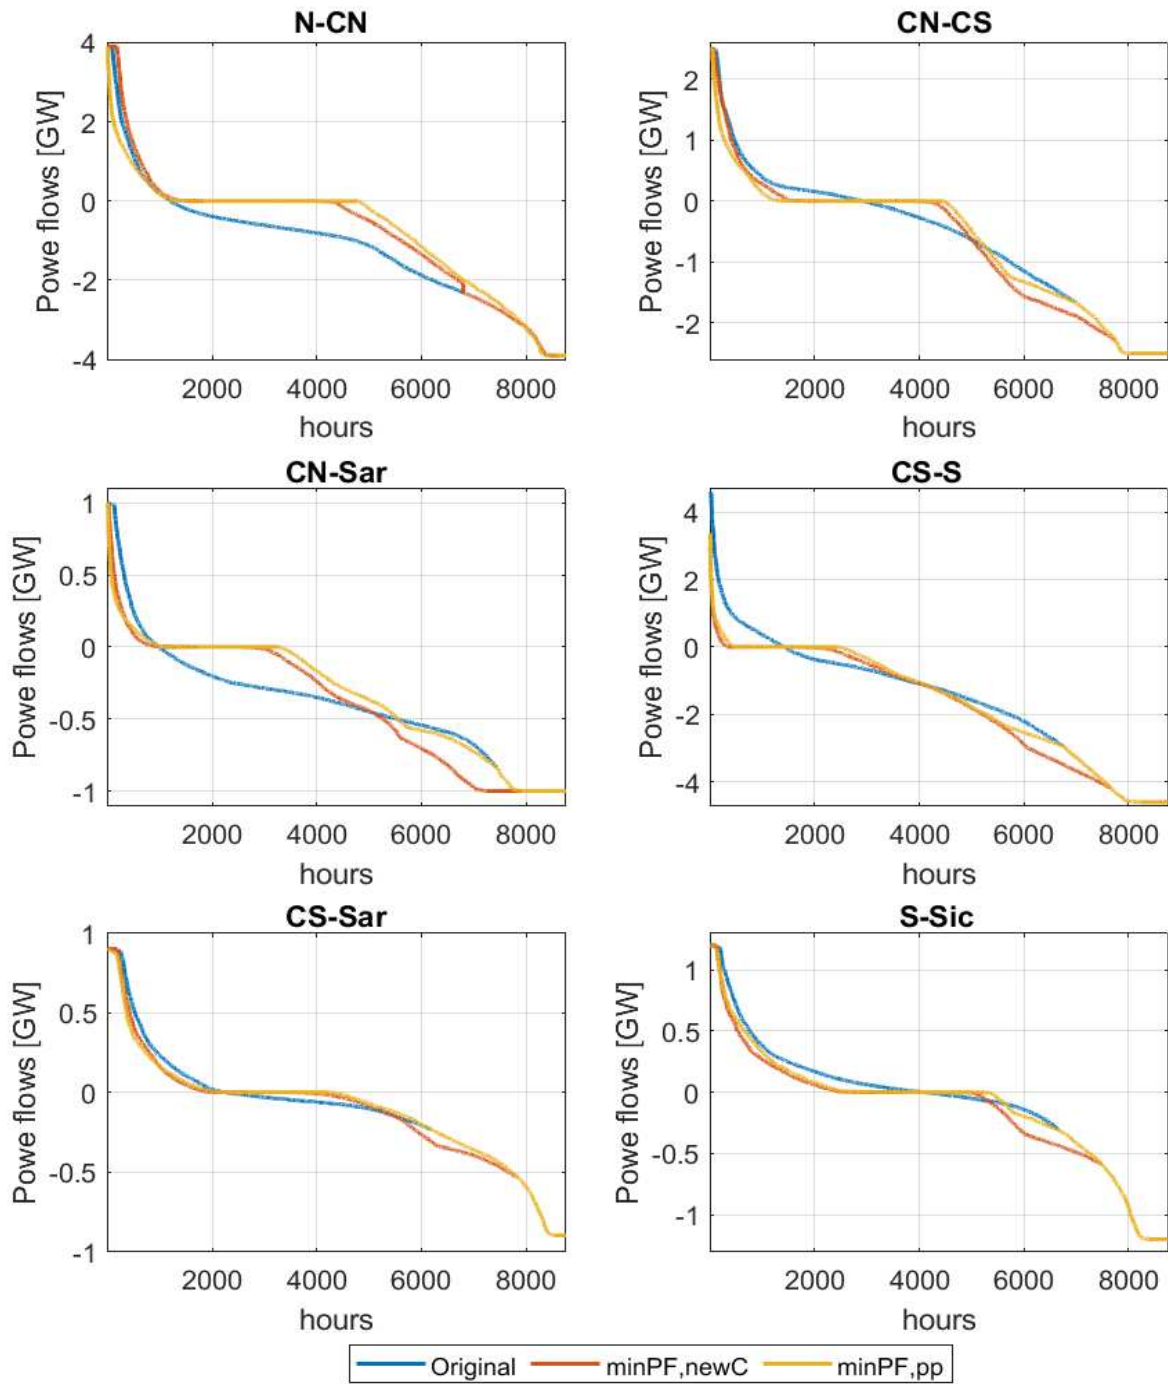 N-CN
CN-CS
4
2
0
-2
-4
Powe flows [GW]
2000 4000 6000 8000
hours
2
1
0
-1
-2
Powe flows [GW]
2000 4000 6000 8000
hours
CN-Sar
CS-S
1
0.5
0
-0.5
-1
Powe flows [GW]
2000 4000 6000 8000
hours
4
2
0
-2
-4
Powe flows [GW]
2000 4000 6000 8000
hours
CS-Sar
S-Sic
1
0.5
0
-0.5
-1
Powe flows [GW]
2000 4000 6000 8000
hours
1
0.5
0
-0.5
-1
Powe flows [GW]
2000 4000 6000 8000
hours
Original minPF,newC minPF,pp